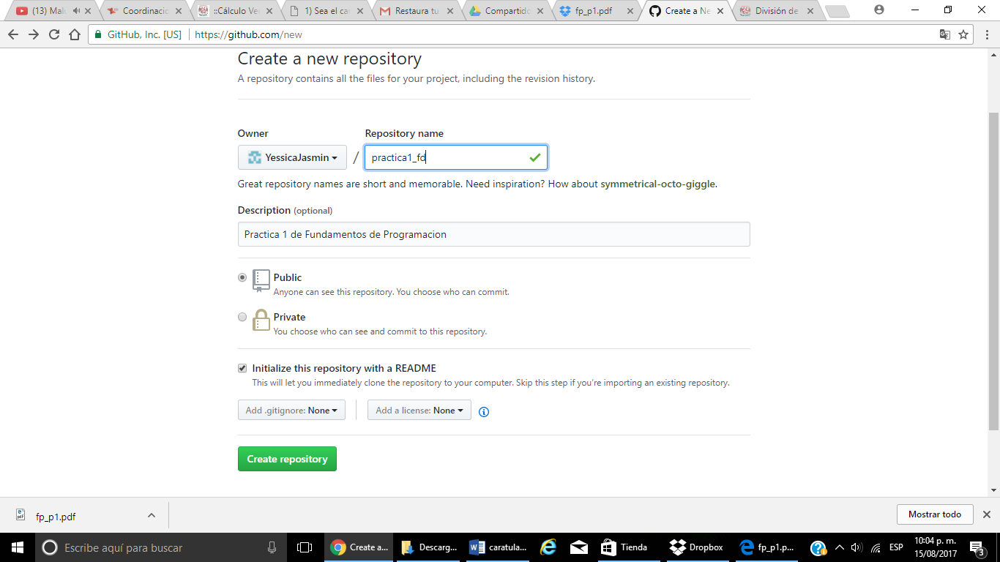 (13) Malu
Coordinacio
::Cálculo Vec
1) Sea el car
Restaura tu
Compartido
fp_p1.pdf
Create a Ne
División de
GitHub, Inc. [US] https://github.com/new
Create a new repository
A repository contains all the files for your project, including the revision history.
Owner Repository name
YessicaJasmin / practica1_fd
Great repository names are short and memorable. Need inspiration? How about symmetrical-octo-giggle.
Description (optional)
Practica 1 de Fundamentos de Programacion
Public
Anyone can see this repository. You choose who can commit.
Private
You choose who can see and commit to this repository.
Initialize this repository with a README
This will let you immediately clone the repository to your computer. Skip this step if you're importing an existing repository.
Add .gitignore: None Add a license: None
Create repository
fp_p1.pdf Mostrar todo
Escribe aquí para buscar
Create a...
Descarg...
caratula...
Tienda
Dropbox
fp_p1.p...
ESP
10:04 p. m.
15/08/2017
3